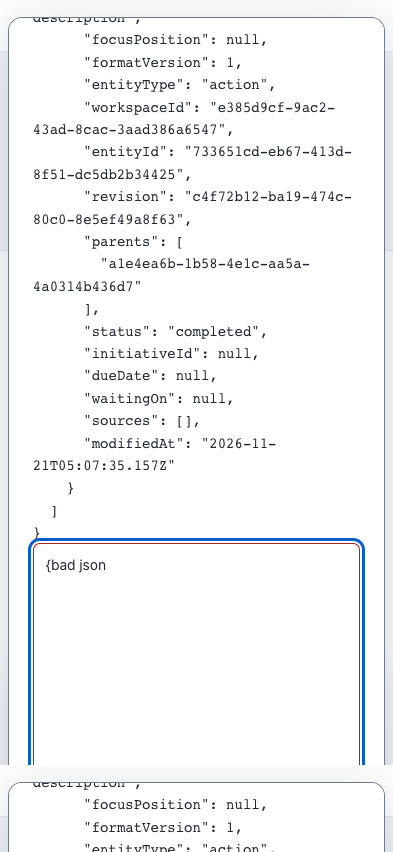 description",
"focusPosition": null,
"formatVersion": 1,
"entityType": "action",
"workspaceId": "e385d9cf-9ac2-
43ad-8cac-3aad386a6547",
"entityId": "733651cd-eb67-413d-
8f51-dc5db2b34425",
"revision": "c4f72b12-ba19-474c-
80c0-8e5ef49a8f63",
"parents": [
"a1e4ea6b-1b58-4e1c-aa5a-
4a0314b436d7"
],
"status": "completed",
"initiativeId": null,
"dueDate": null,
"waitingOn": null,
"sources": [],
"modifiedAt": "2026-11-
21T05:07:35.157Z"
}
]
}
{bad json
description",
"focusPosition": null,
"formatVersion": 1,
"entityType": "action",